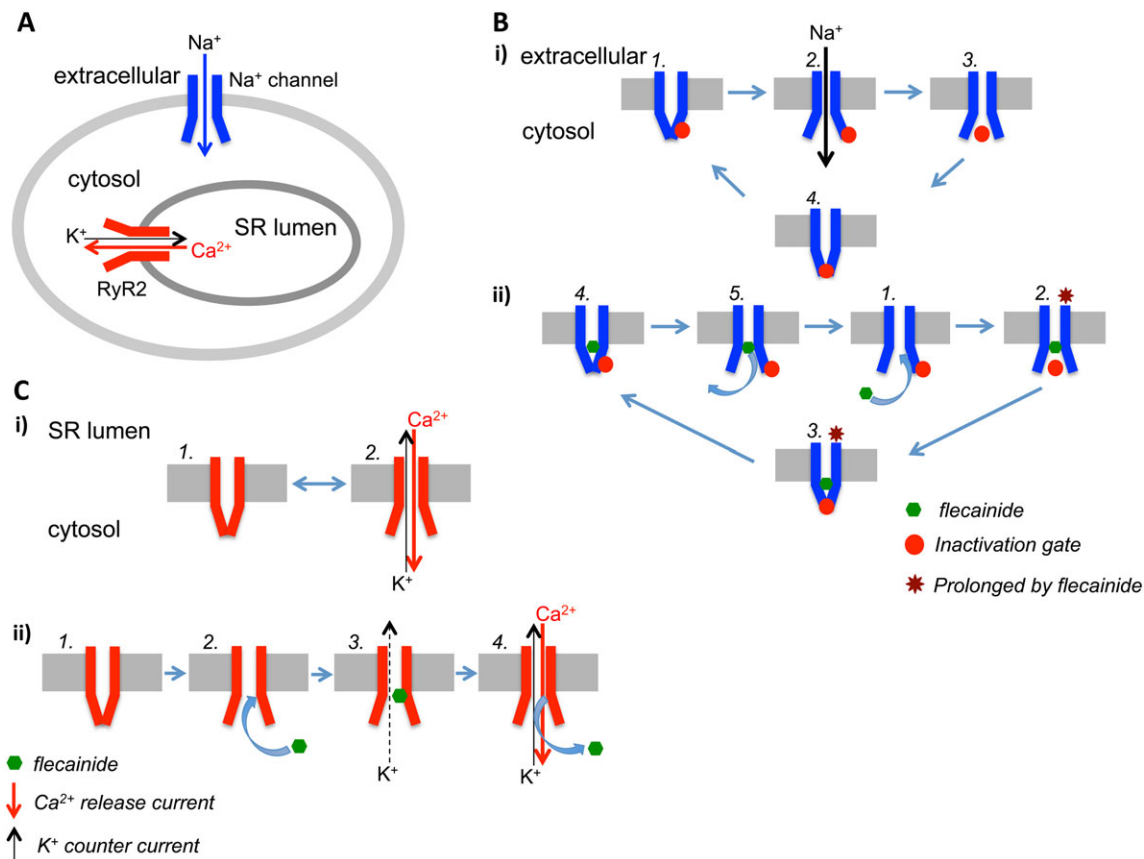 A
Na⁺
extracellular
Na⁺ channel
cytosol
SR lumen
K⁺
Ca²⁺
RyR2
B
i)
extracellular
Na⁺
1.
2.
3.
cytosol
4.
ii)
4.
5.
1.
2.
3.
flecainide
Inactivation gate
Prolonged by flecainide
C
i)
SR lumen
Ca²⁺
1.
2.
cytosol
K⁺
ii)
1.
2.
3.
4.
Ca²⁺
K⁺
K⁺
flecainide
Ca²⁺ release current
K⁺ counter current